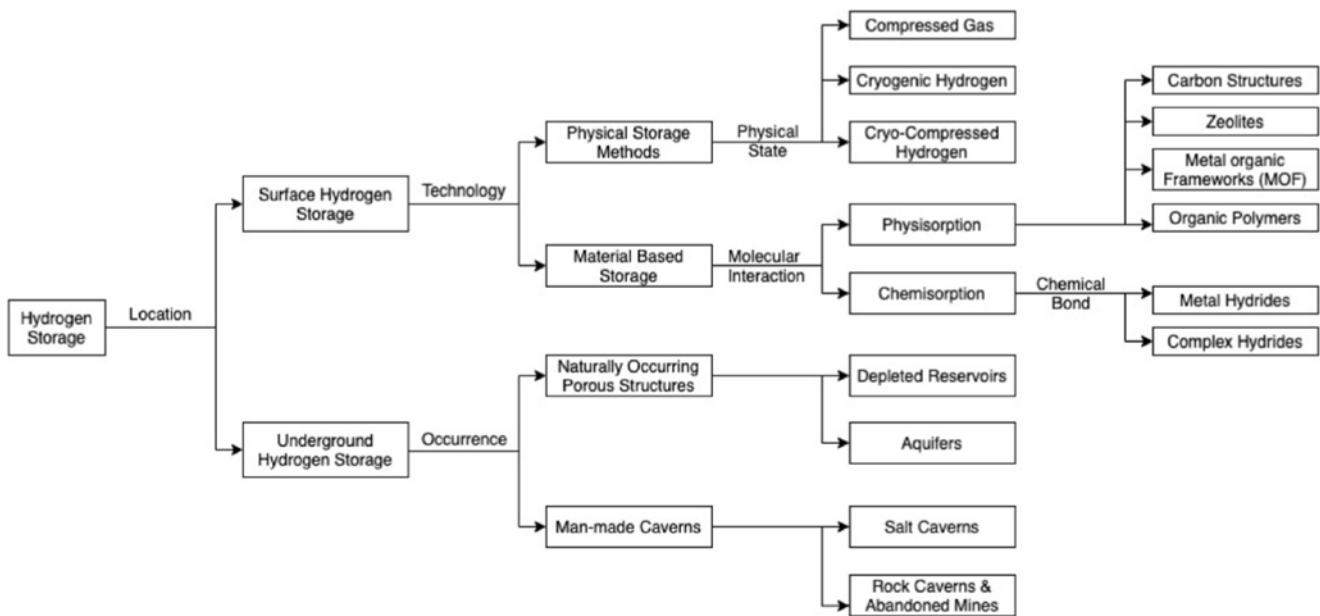 Compressed Gas
Cryogenic Hydrogen
Carbon Structures
Zeolites
Physical Storage
Methods
Physical
State
Cryo-Compressed
Hydrogen
Metal organic
Frameworks (MOF)
Surface Hydrogen
Storage
Technology
Physisorption
Organic Polymers
Material Based
Storage
Molecular
Interaction
Chemisorption
Chemical
Bond
Metal Hydrides
Hydrogen
Storage
Location
Complex Hydrides
Naturally Occurring
Porous Structures
Depleted Reservoirs
Underground
Hydrogen Storage
Occurrence
Aquifers
Man-made Caverns
Salt Caverns
Rock Caverns &
Abandoned Mines